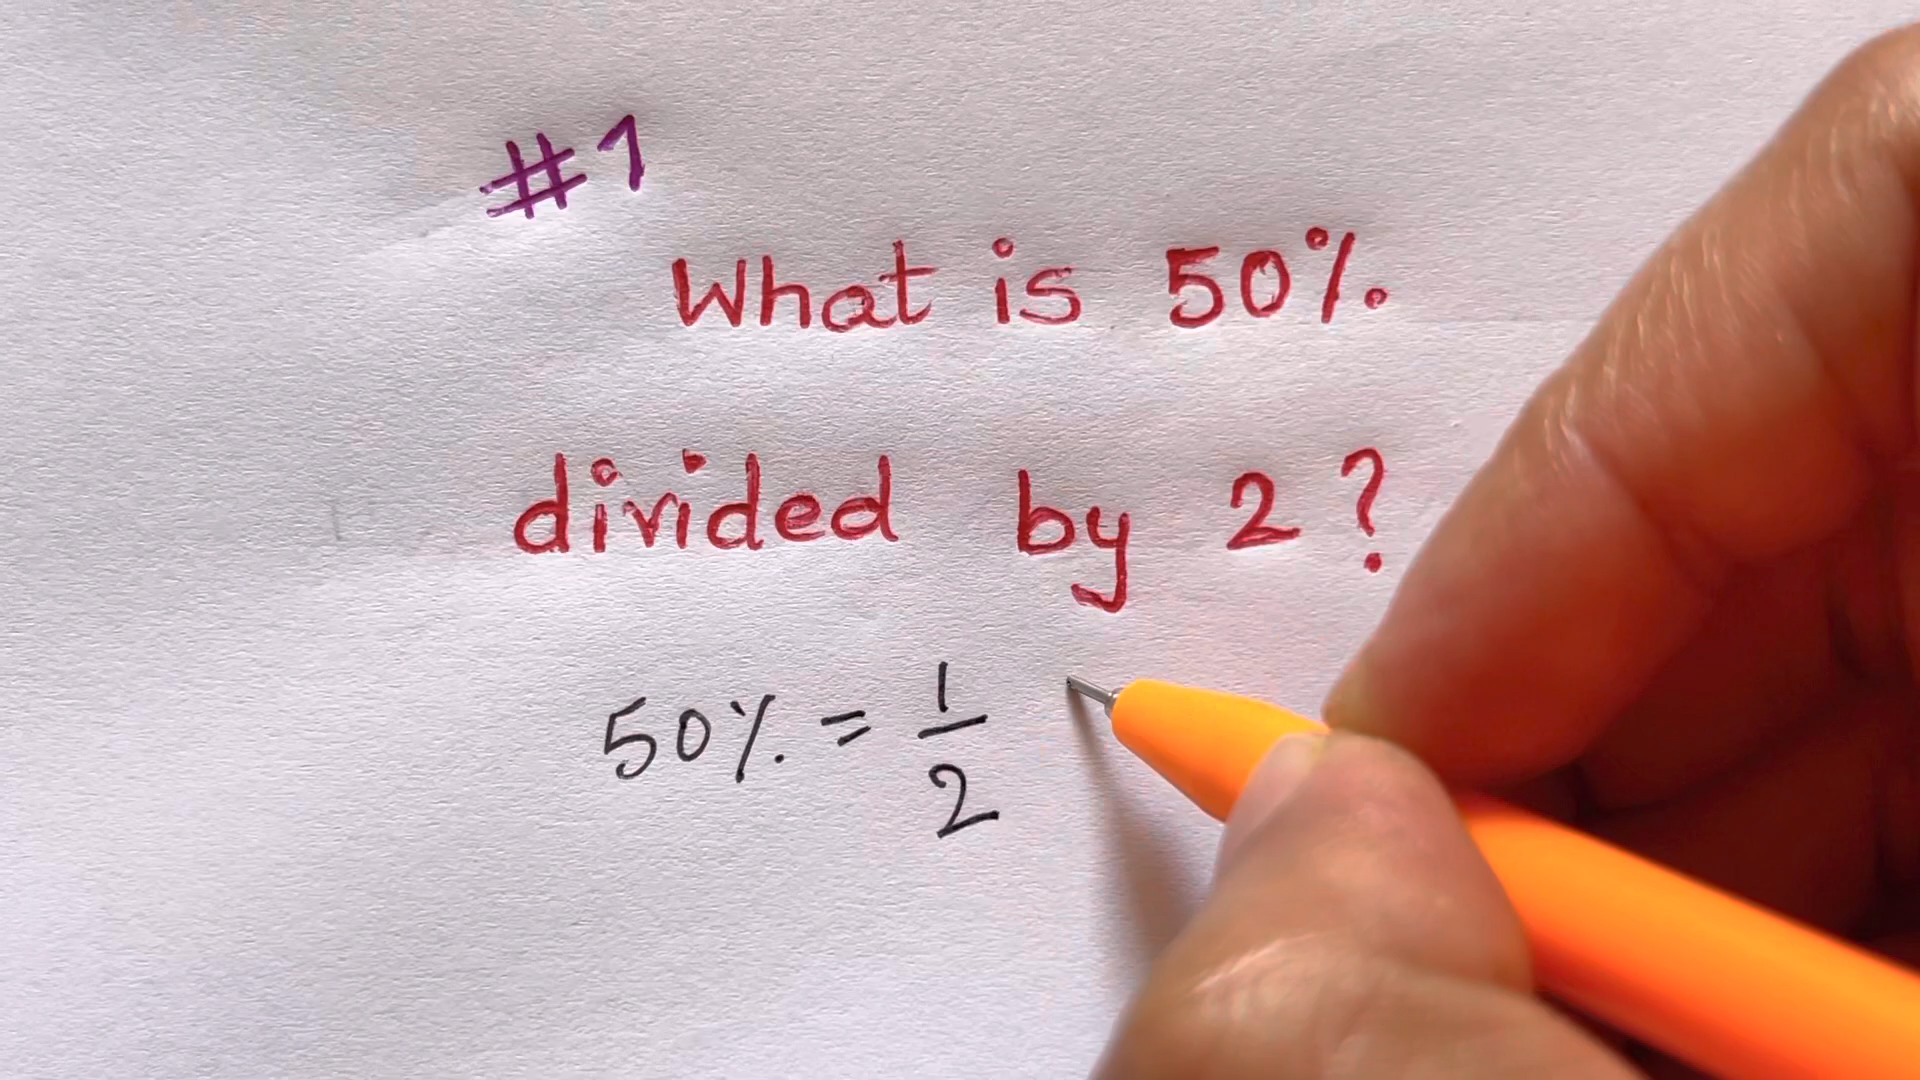 #1
What is 50%
divided by 2?
50% = 1/2